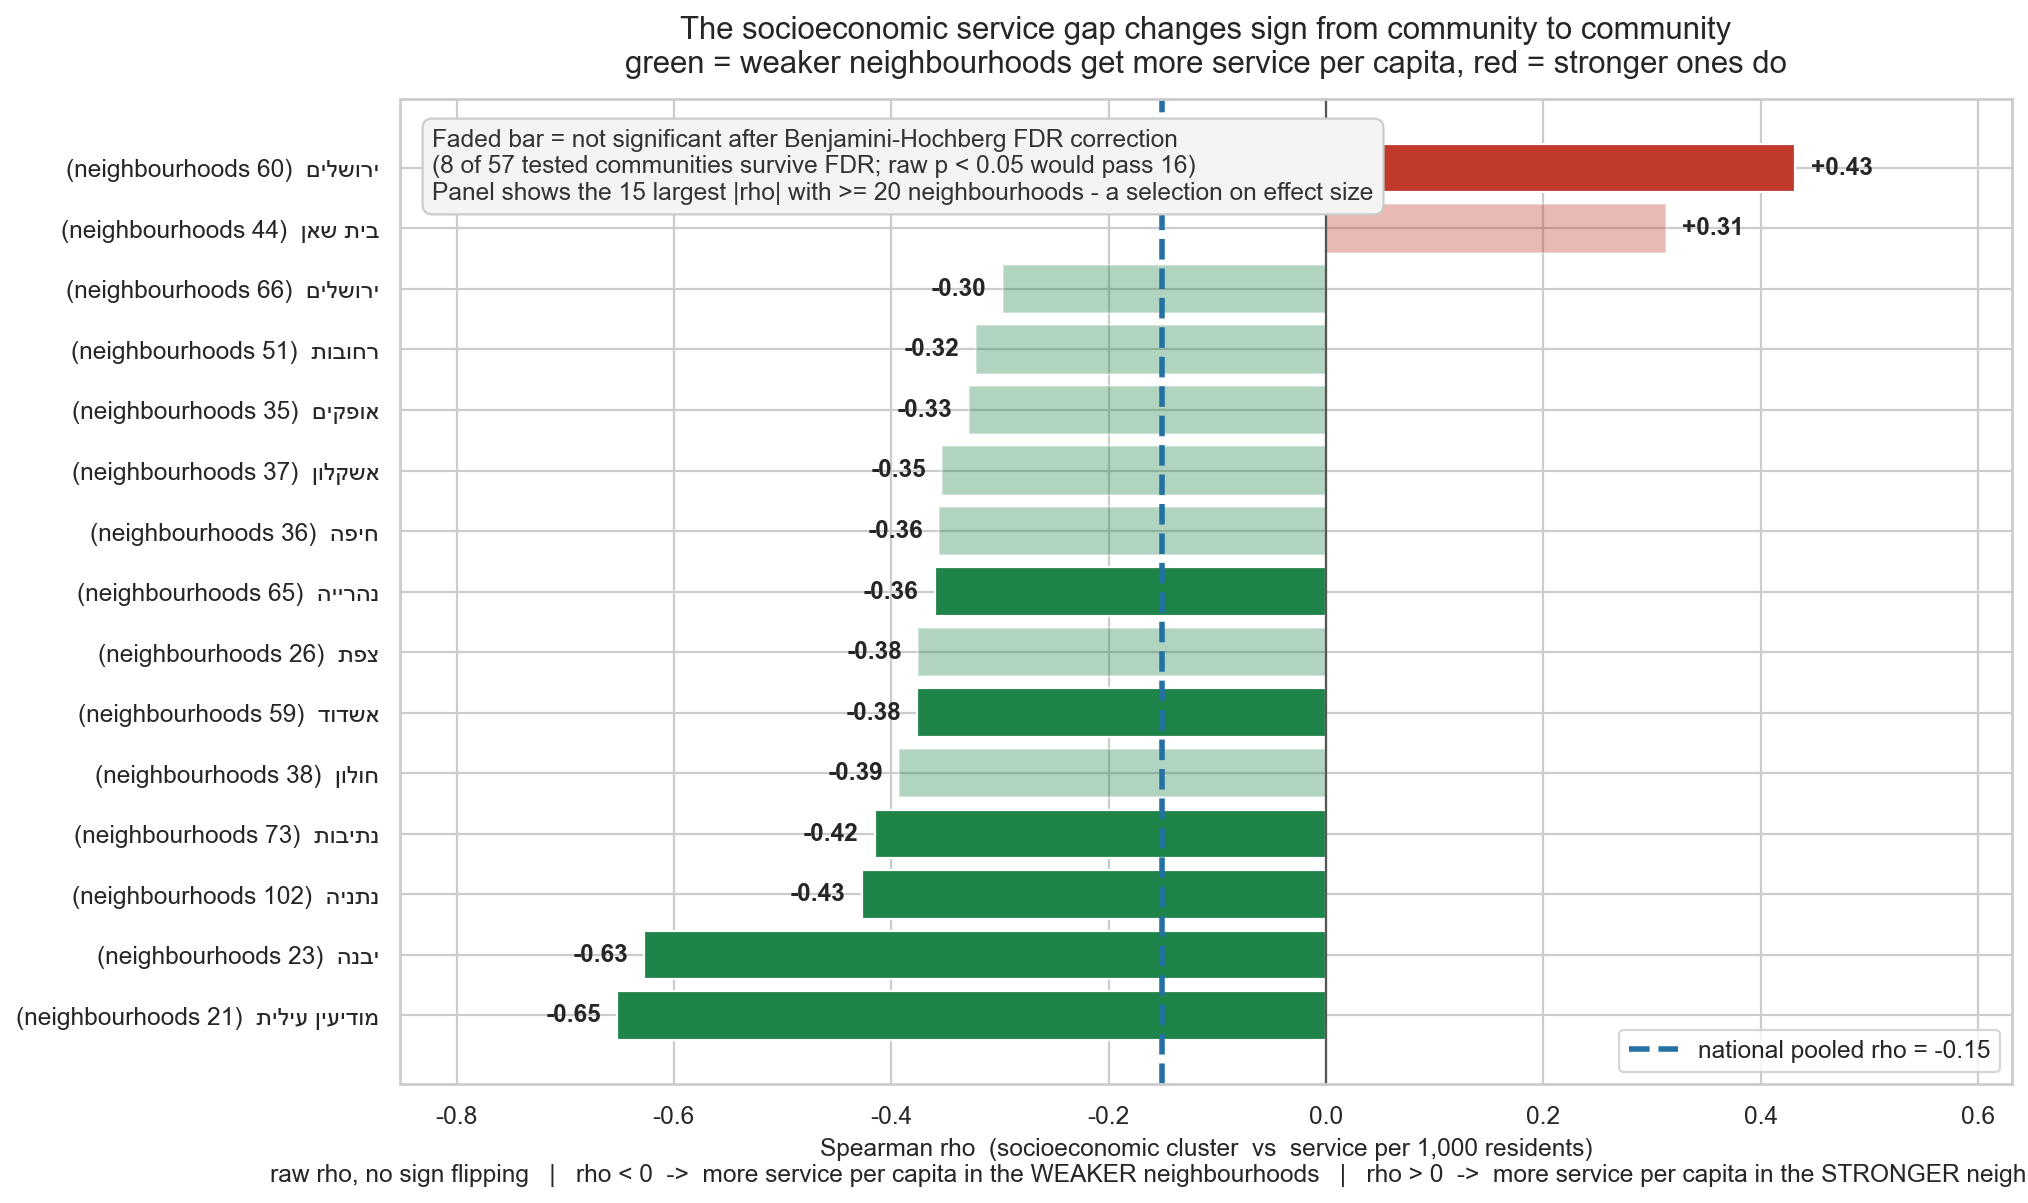 The socioeconomic service gap changes sign from community to community
green = weaker neighbourhoods get more service per capita, red = stronger ones do
Faded bar = not significant after Benjamini-Hochberg FDR correction
(8 of 57 tested communities survive FDR; raw p < 0.05 would pass 16)
Panel shows the 15 largest |rho| with >= 20 neighbourhoods - a selection on effect size
(neighbourhoods 60) ירושלים
+0.43
(neighbourhoods 44) בית שאן
+0.31
(neighbourhoods 66) ירושלים
-0.30
(neighbourhoods 51) רחובות
-0.32
(neighbourhoods 35) אופקים
-0.33
(neighbourhoods 37) אשקלון
-0.35
(neighbourhoods 36) חיפה
-0.36
(neighbourhoods 65) נהרייה
-0.36
(neighbourhoods 26) צפת
-0.38
(neighbourhoods 59) אשדוד
-0.38
(neighbourhoods 38) חולון
-0.39
(neighbourhoods 73) נתיבות
-0.42
(neighbourhoods 102) נתניה
-0.43
(neighbourhoods 23) יבנה
-0.63
(neighbourhoods 21) מודיעין עילית
-0.65
national pooled rho = -0.15
-0.8 -0.6 -0.4 -0.2 0.0 0.2 0.4 0.6
Spearman rho (socioeconomic cluster vs service per 1,000 residents)
raw rho, no sign flipping | rho < 0 -> more service per capita in the WEAKER neighbourhoods | rho > 0 -> more service per capita in the STRONGER neigh